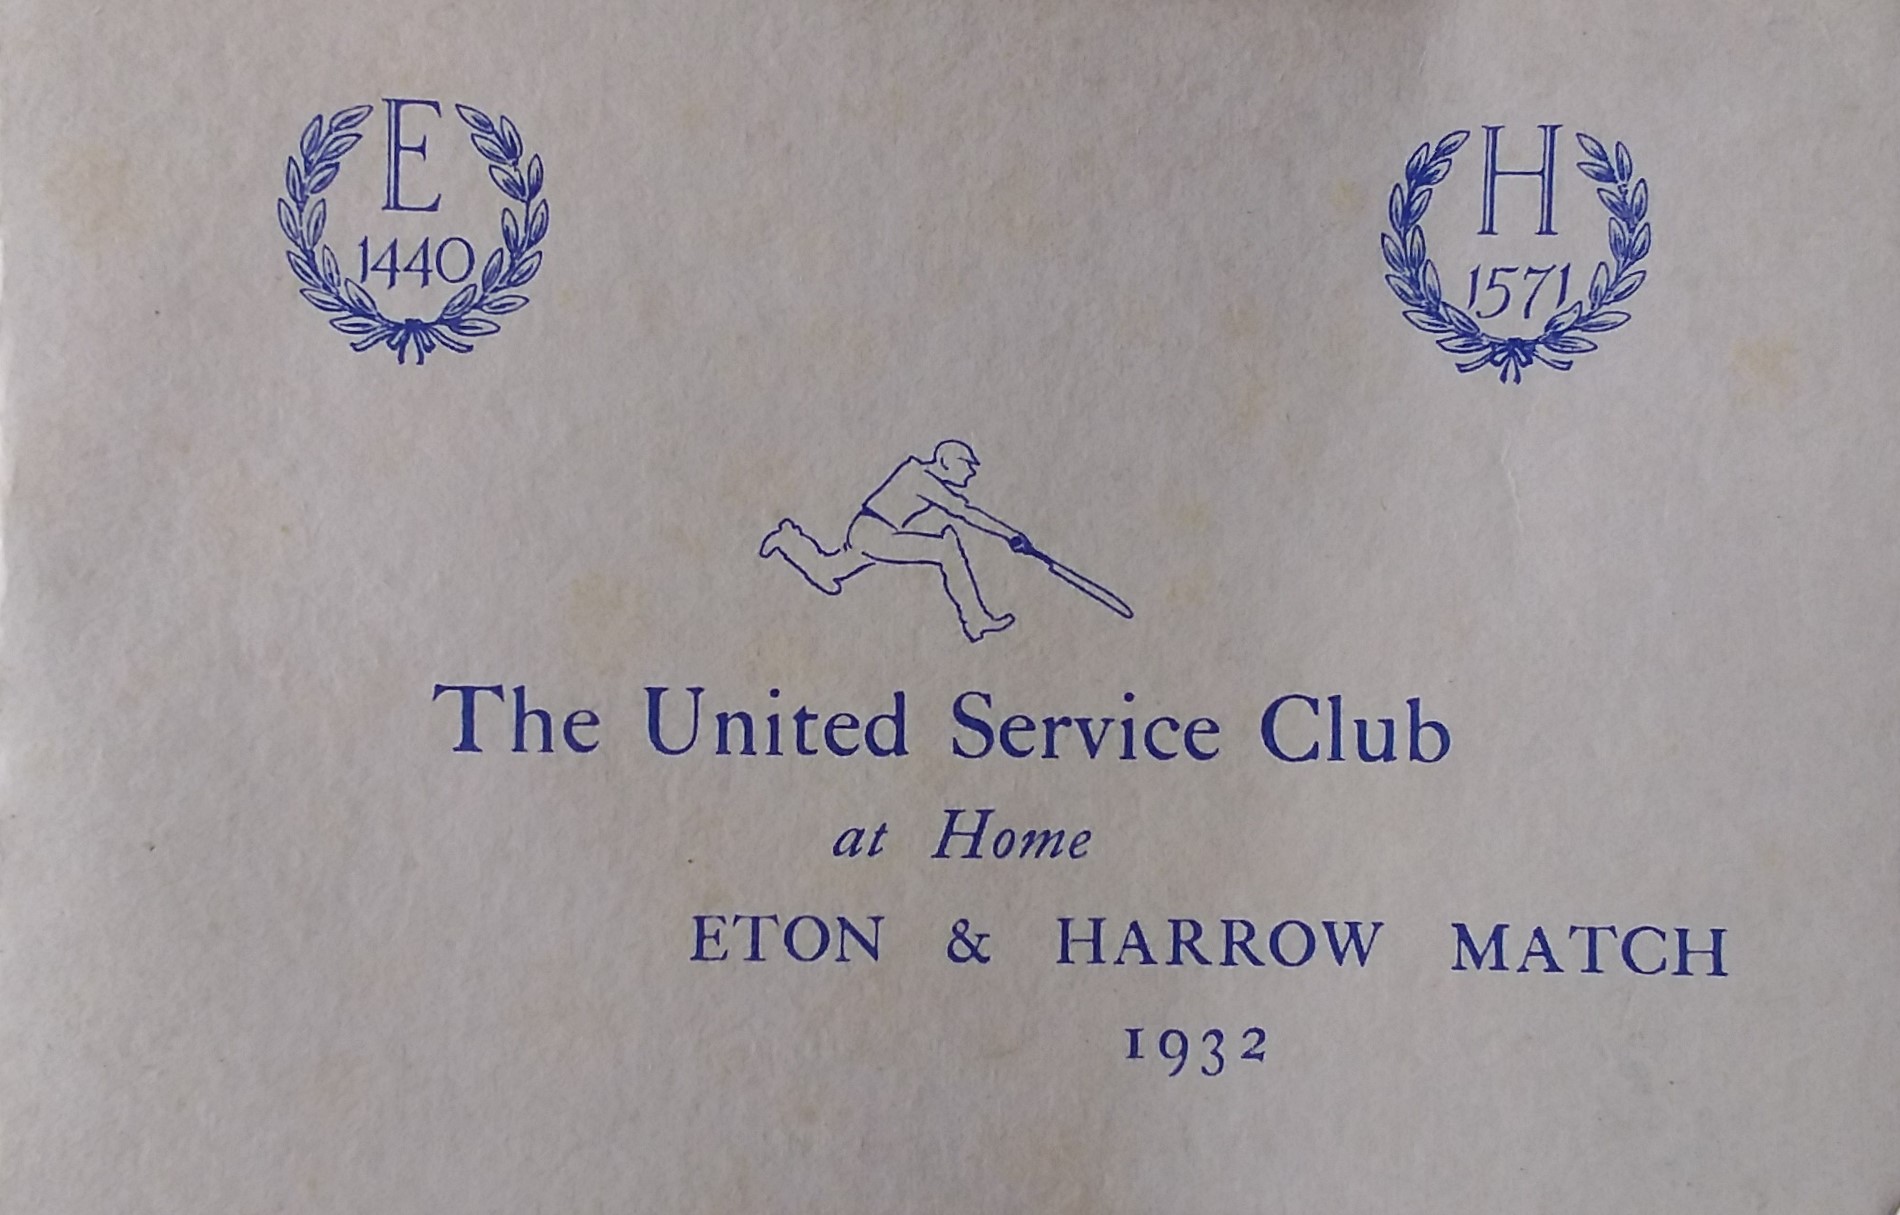 E
1440
H
1571
The United Service Club
at Home
ETON & HARROW MATCH
1932